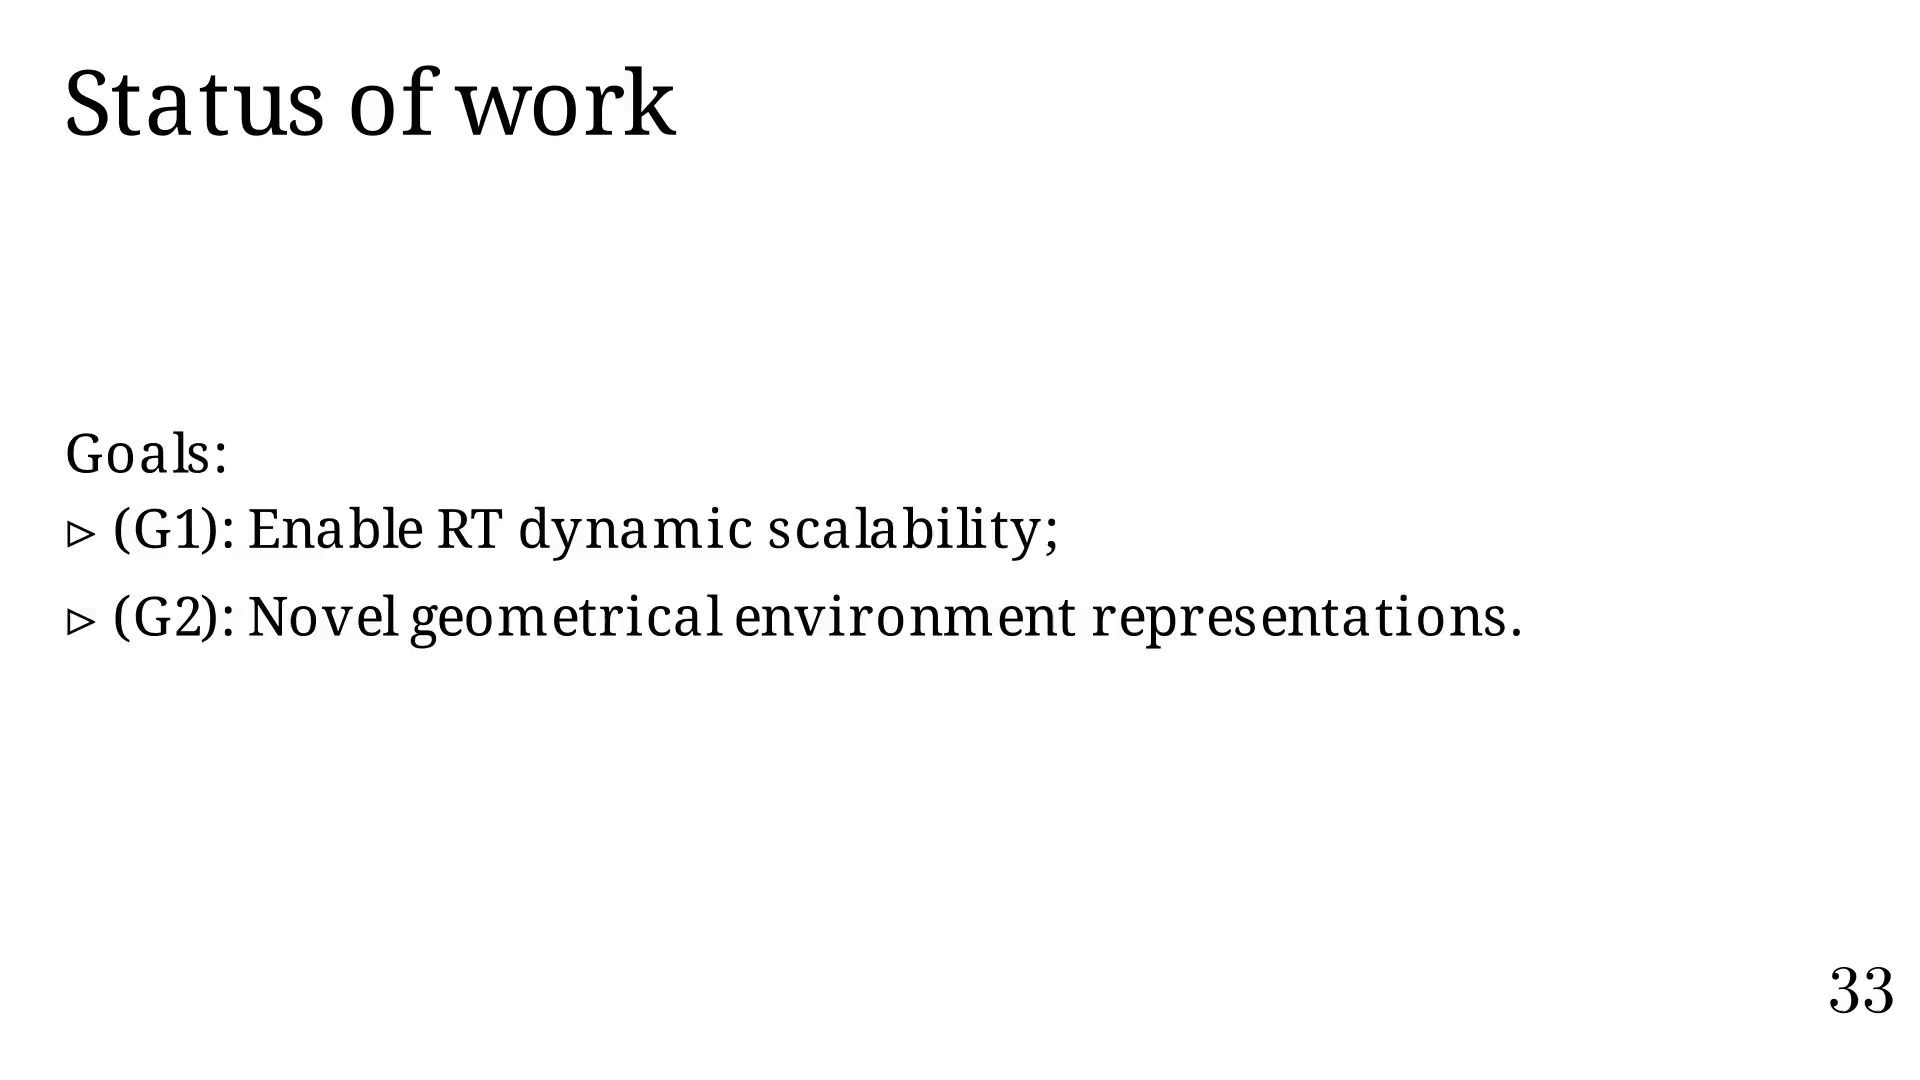 Status of work
Goals:
▹ (G1): Enable RT dynamic scalability;
▹ (G2): Novel geometrical environment representations.
33